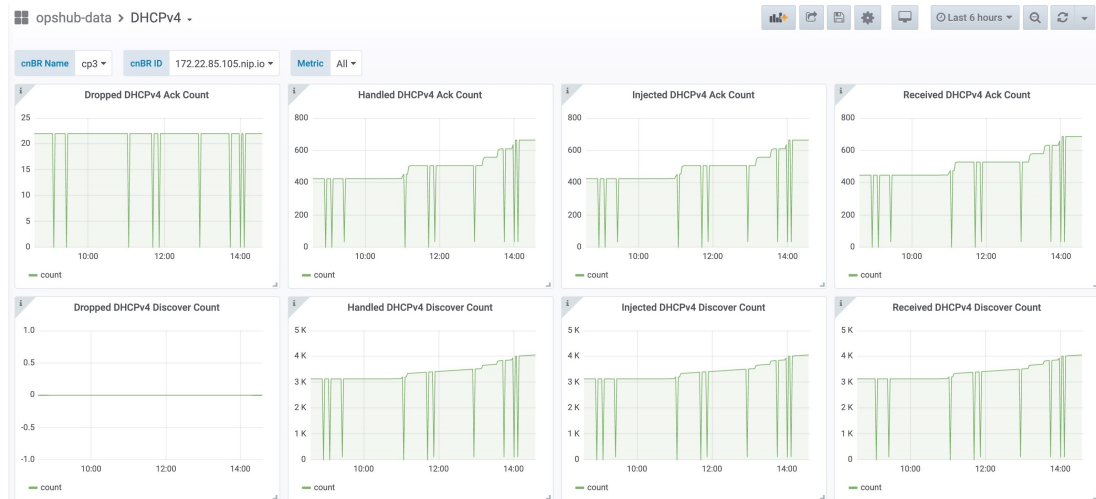 opshub-data > DHCPv4
Last 6 hours
cnBR Name cp3 cnBR ID 172.22.85.105.nip.io Metric All
Dropped DHCPv4 Ack Count
25
20
15
10
5
0
10:00 12:00 14:00
count
Handled DHCPv4 Ack Count
800
600
400
200
0
10:00 12:00 14:00
count
Injected DHCPv4 Ack Count
800
600
400
200
0
10:00 12:00 14:00
count
Received DHCPv4 Ack Count
800
600
400
200
0
10:00 12:00 14:00
count
Dropped DHCPv4 Discover Count
1.0
0.5
0
-0.5
-1.0
10:00 12:00 14:00
count
Handled DHCPv4 Discover Count
5 K
4 K
3 K
2 K
1 K
0
10:00 12:00 14:00
count
Injected DHCPv4 Discover Count
5 K
4 K
3 K
2 K
1 K
0
10:00 12:00 14:00
count
Received DHCPv4 Discover Count
5 K
4 K
3 K
2 K
1 K
0
10:00 12:00 14:00
count